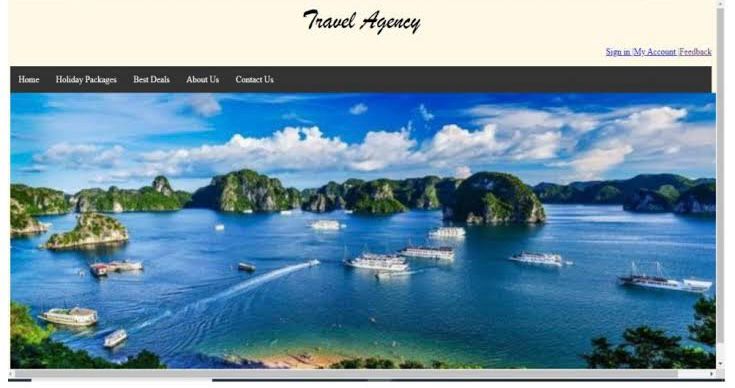 Travel Agency
Sign in |My Account |Feedback
Home Holiday Packages Best Deals About Us Contact Us